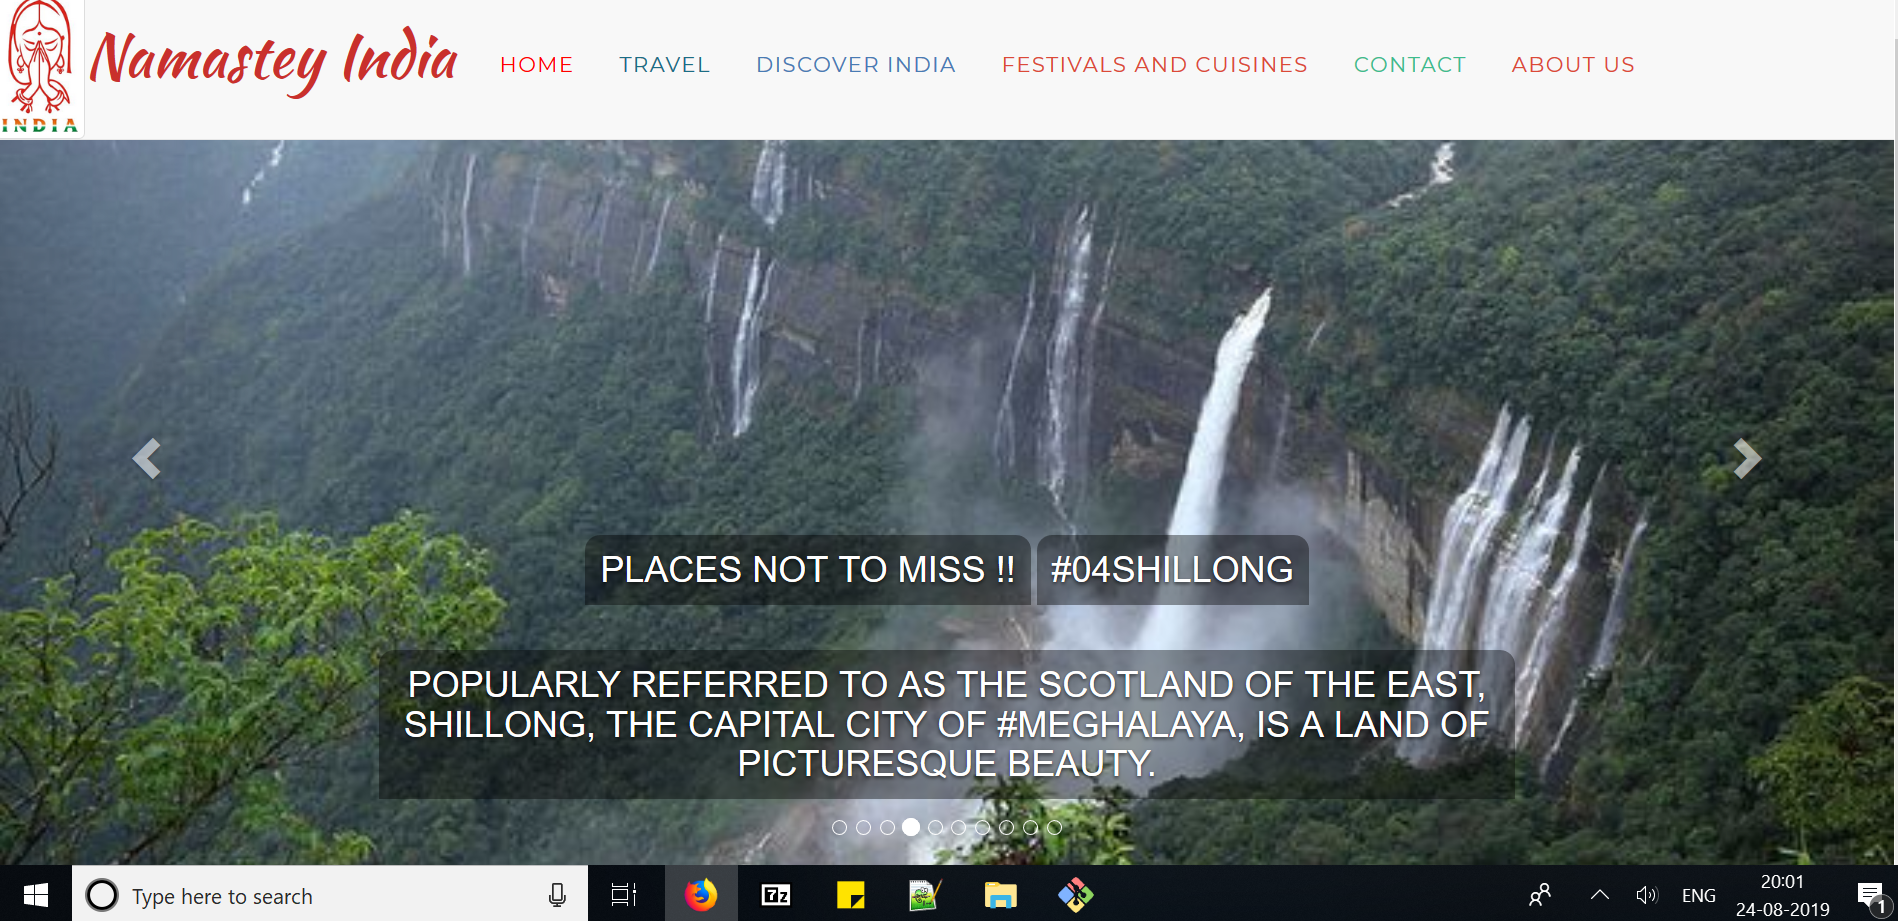 INDIA
Namastey India
HOME
TRAVEL
DISCOVER INDIA
FESTIVALS AND CUISINES
CONTACT
ABOUT US
PLACES NOT TO MISS !!
#04SHILLONG
POPULARLY REFERRED TO AS THE SCOTLAND OF THE EAST,
SHILLONG, THE CAPITAL CITY OF #MEGHALAYA, IS A LAND OF
PICTURESQUE BEAUTY.
Type here to search
7z
ENG
20:01
24-08-2019
1